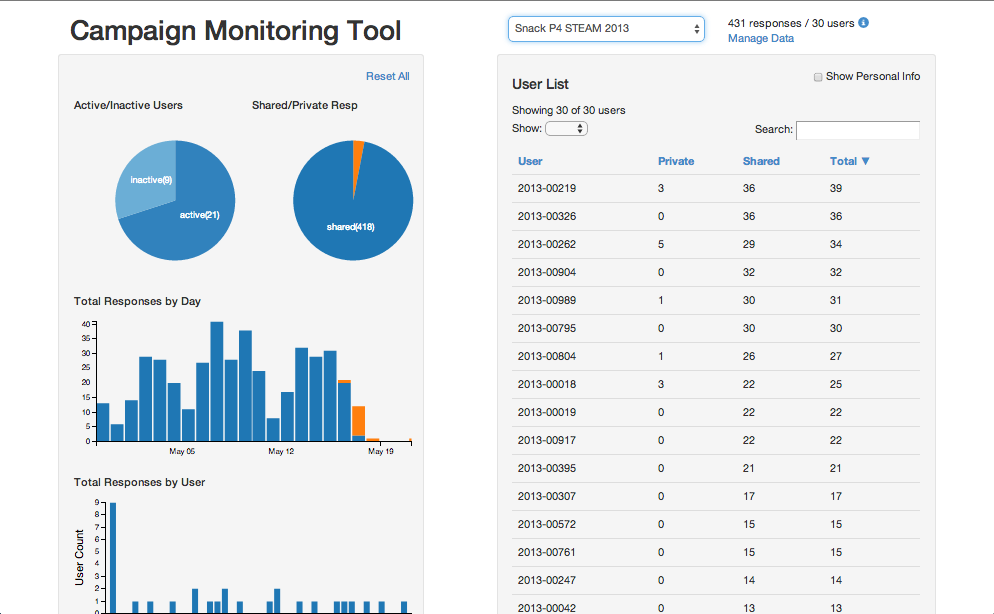 Campaign Monitoring Tool
Snack P4 STEAM 2013
431 responses / 30 users
Manage Data
Reset All
Active/Inactive Users
Shared/Private Resp
inactive(9)
active(21)
shared(418)
Total Responses by Day
40
35
30
25
20
15
10
5
0
May 05
May 12
May 19
Total Responses by User
User Count
9
8
7
6
5
4
3
2
1
0
User List
Show Personal Info
Showing 30 of 30 users
Show:
Search:
User Private Shared Total ▼
2013-00219 3 36 39
2013-00326 0 36 36
2013-00262 5 29 34
2013-00904 0 32 32
2013-00989 1 30 31
2013-00795 0 30 30
2013-00804 1 26 27
2013-00018 3 22 25
2013-00019 0 22 22
2013-00917 0 22 22
2013-00395 0 21 21
2013-00307 0 17 17
2013-00572 0 15 15
2013-00761 0 15 15
2013-00247 0 14 14
2013-00042 0 13 13